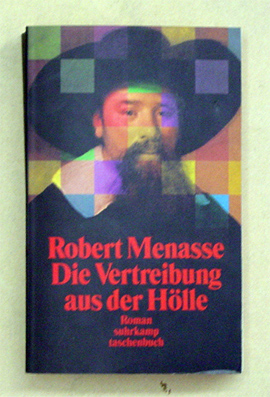 Robert Menasse
Die Vertreibung
aus der Hölle
Roman
suhrkamp
taschenbuch